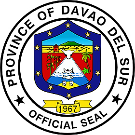 PROVINCE OF DAVAO DEL SUR
1967
OFFICIAL SEAL